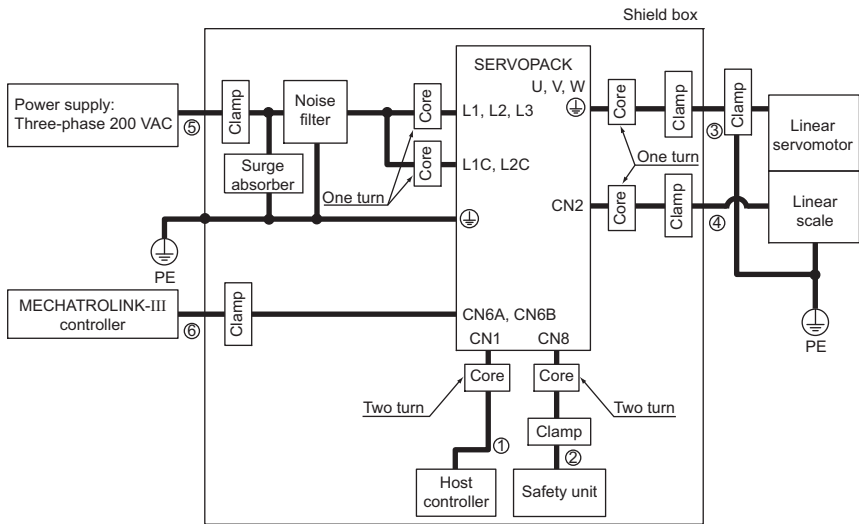 Shield box
SERVOPACK
U, V, W
Power supply:
Three-phase 200 VAC
⑤
Clamp
Noise
filter
Core
L1, L2, L3
Core
Clamp
③
Clamp
Linear
servomotor
Surge
absorber
Core
L1C, L2C
One turn
One turn
CN2
Core
Clamp
④
Linear
scale
PE
MECHATROLINK-III
controller
⑥
Clamp
CN6A, CN6B
CN1
CN8
PE
Core
Core
Two turn
Two turn
①
Clamp
②
Host
controller
Safety unit